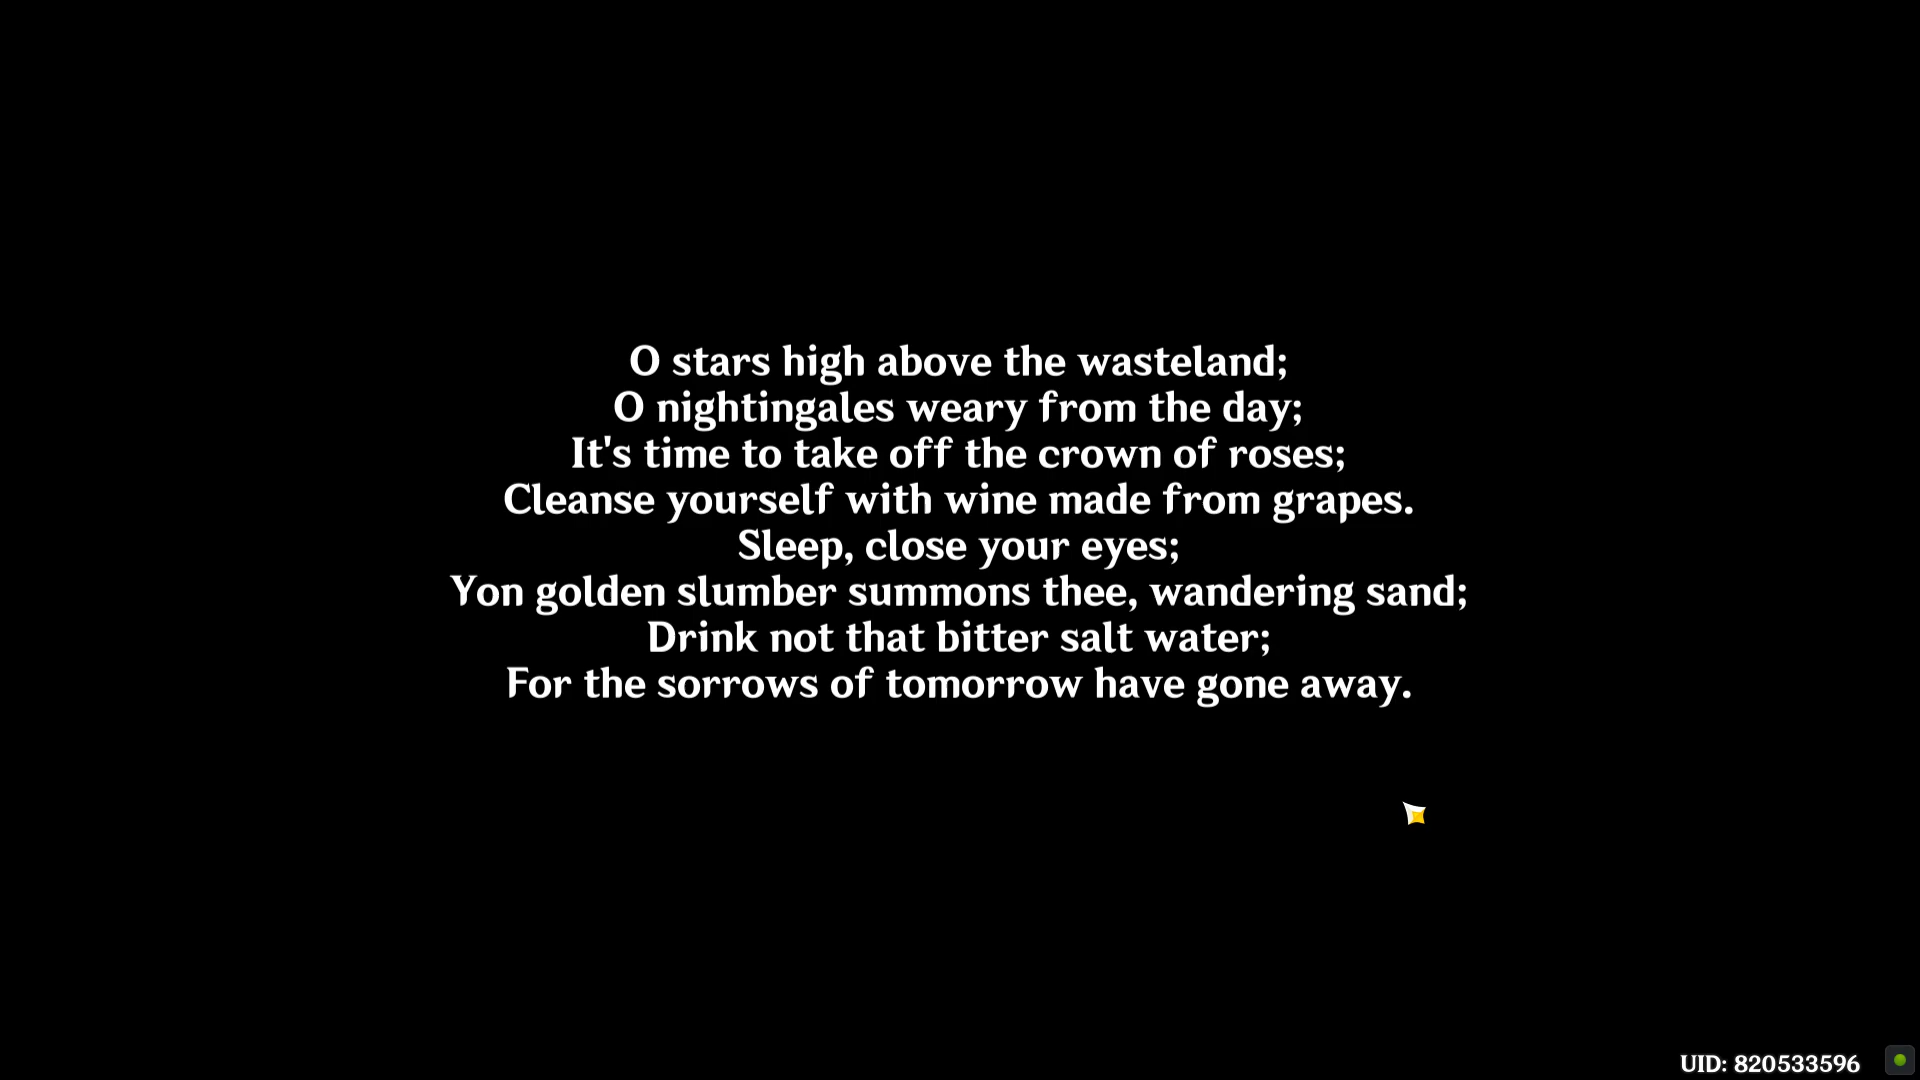 O stars high above the wasteland;
O nightingales weary from the day;
It's time to take off the crown of roses;
Cleanse yourself with wine made from grapes.
Sleep, close your eyes;
Yon golden slumber summons thee, wandering sand;
Drink not that bitter salt water;
For the sorrows of tomorrow have gone away.
UID: 820533596